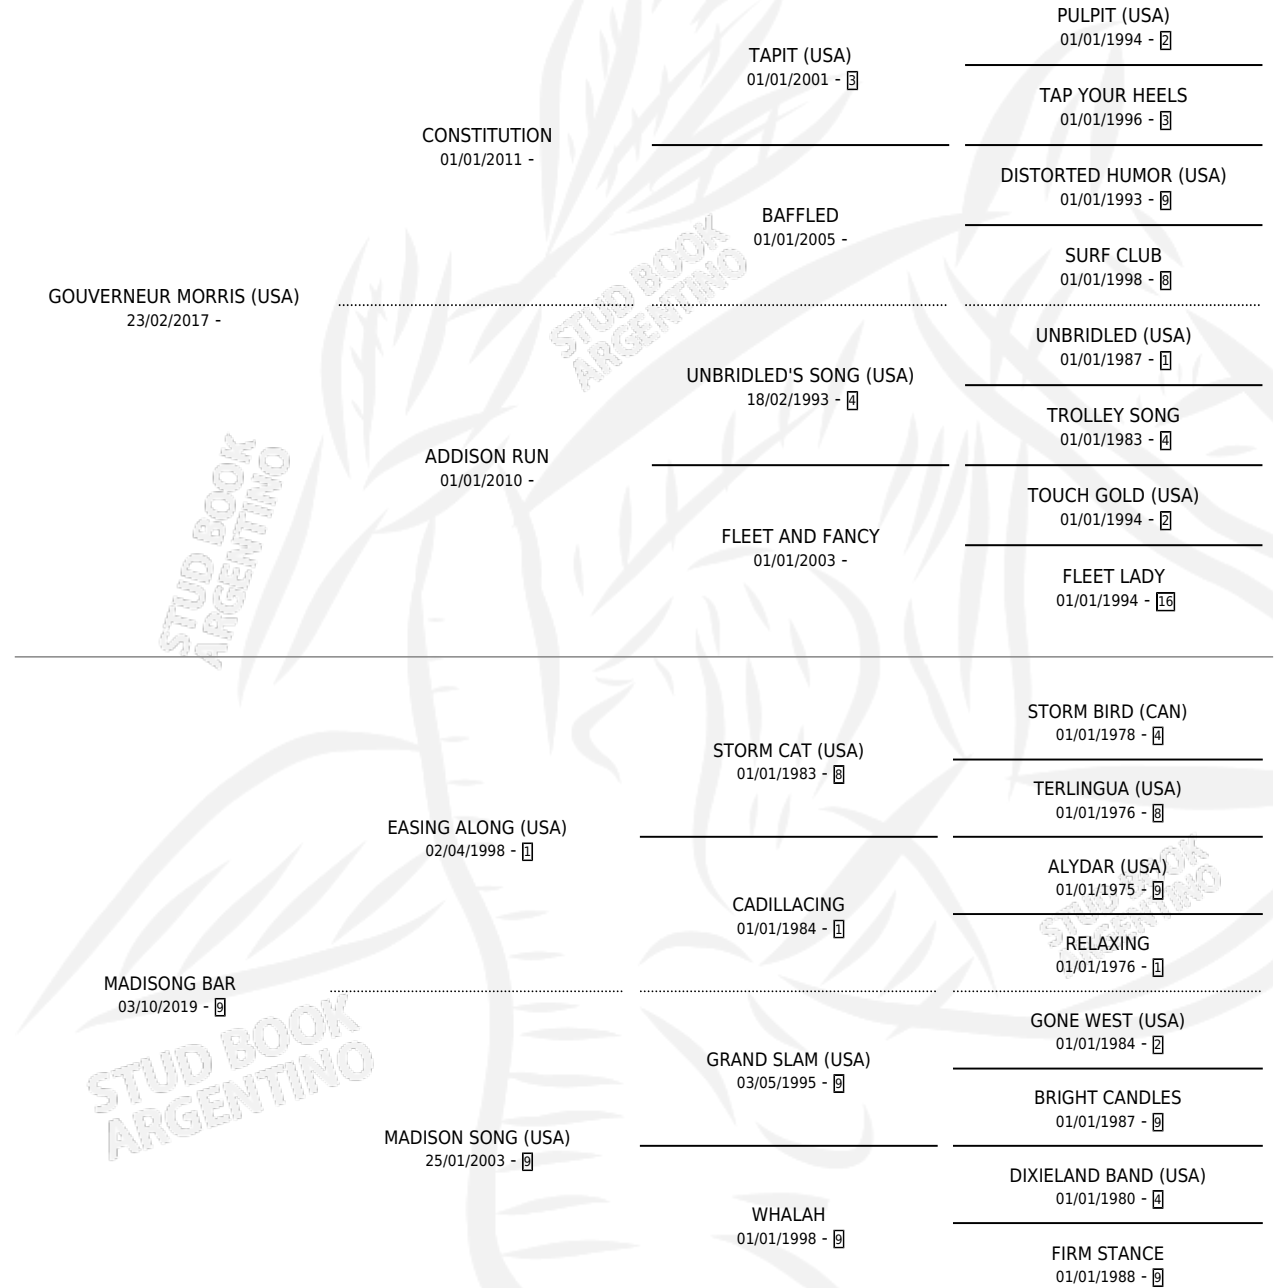 PULPIT (USA)
01/01/1994 - 2
TAPIT (USA)
01/01/2001 - 3
TAP YOUR HEELS
01/01/1996 - 3
CONSTITUTION
01/01/2011 -
DISTORTED HUMOR (USA)
01/01/1993 - 9
BAFFLED
01/01/2005 -
SURF CLUB
01/01/1998 - 8
GOUVERNEUR MORRIS (USA)
23/02/2017 -
UNBRIDLED (USA)
01/01/1987 - 1
UNBRIDLED'S SONG (USA)
18/02/1993 - 4
TROLLEY SONG
01/01/1983 - 4
ADDISON RUN
01/01/2010 -
TOUCH GOLD (USA)
01/01/1994 - 2
FLEET AND FANCY
01/01/2003 -
FLEET LADY
01/01/1994 - 16
STUD BOOK
ARGENTINO
STUD BOOK
ARGENTINO
STORM BIRD (CAN)
01/01/1978 - 4
STORM CAT (USA)
01/01/1983 - 8
TERLINGUA (USA)
01/01/1976 - 8
EASING ALONG (USA)
02/04/1998 - 1
ALYDAR (USA)
01/01/1975 - 9
CADILLACING
01/01/1984 - 1
RELAXING
01/01/1976 - 1
MADISONG BAR
03/10/2019 - 9
GONE WEST (USA)
01/01/1984 - 2
GRAND SLAM (USA)
03/05/1995 - 9
BRIGHT CANDLES
01/01/1987 - 9
MADISON SONG (USA)
25/01/2003 - 9
DIXIELAND BAND (USA)
01/01/1980 - 4
WHALAH
01/01/1998 - 9
FIRM STANCE
01/01/1988 - 9
STUD BOOK
ARGENTINO
STUD BOOK
ARGENTINO